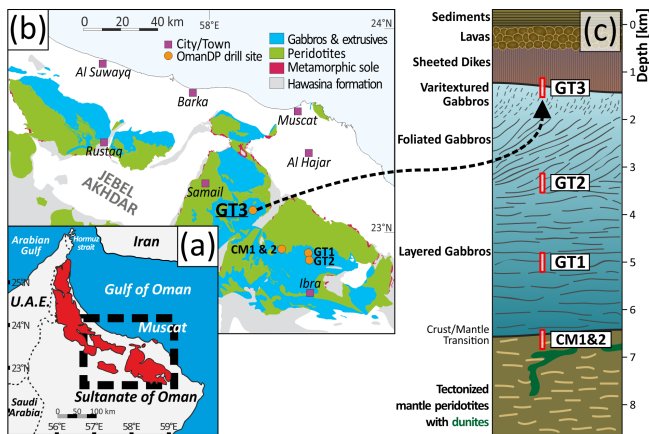 (b)
0 20 40 km
58°E
24°N
City/Town
OmanDP drill site
Gabbros & extrusives
Peridotites
Metamorphic sole
Hawasina formation
Al Suwayq
Barka
Muscat
Rustaq
Al Hajar
JEBEL
AKHDAR
Samail
GT3
23°N
CM1 & 2
GT1
GT2
Ibra
(a)
Arabian
Gulf
Hormuz
strait
Iran
Gulf of Oman
U.A.E.
Muscat
25°N
24°N
23°N
Sultanate of Oman
Saudi
Arabia
0 50 100 km
56°E 57°E 58°E 59°E
(c)
Depth [km]
Sediments
Lavas
Sheeted Dikes
Varitextured
Gabbros
Foliated Gabbros
Layered Gabbros
Crust/Mantle
Transition
Tectonized
mantle peridotites
with dunites
GT3
GT2
GT1
CM1&2
0
1
2
3
4
5
6
7
8